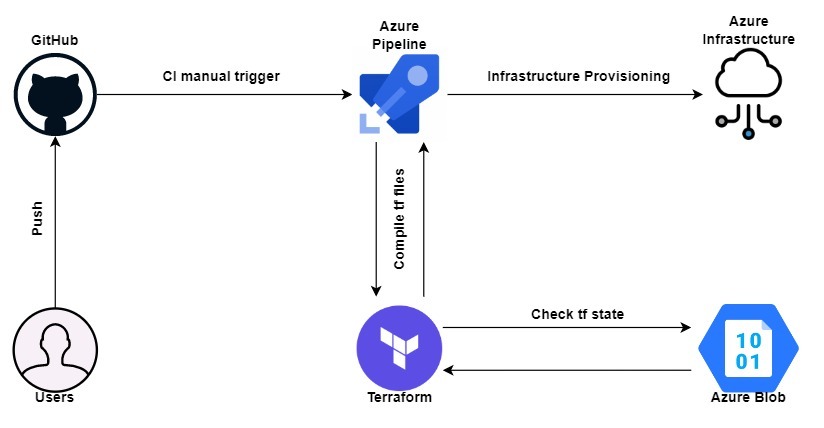 Azure
Infrastructure
Azure
Pipeline
GitHub
CI manual trigger
Infrastructure Provisioning
Push
Compile tf files
Check tf state
10
01
Users
Terraform
Azure Blob